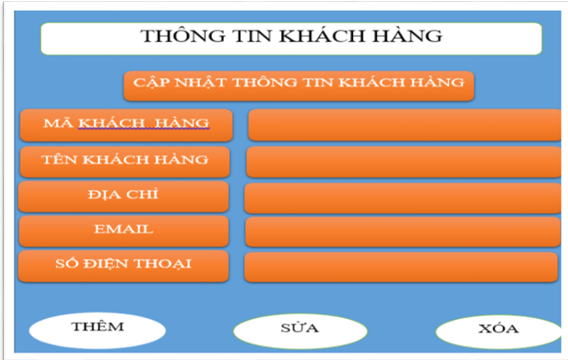 THÔNG TIN KHÁCH HÀNG
CẬP NHẬT THÔNG TIN KHÁCH HÀNG
MÃ KHÁCH HÀNG
TÊN KHÁCH HÀNG
ĐỊA CHỈ
EMAIL
SỐ ĐIỆN THOẠI
THÊM SỬA XÓA